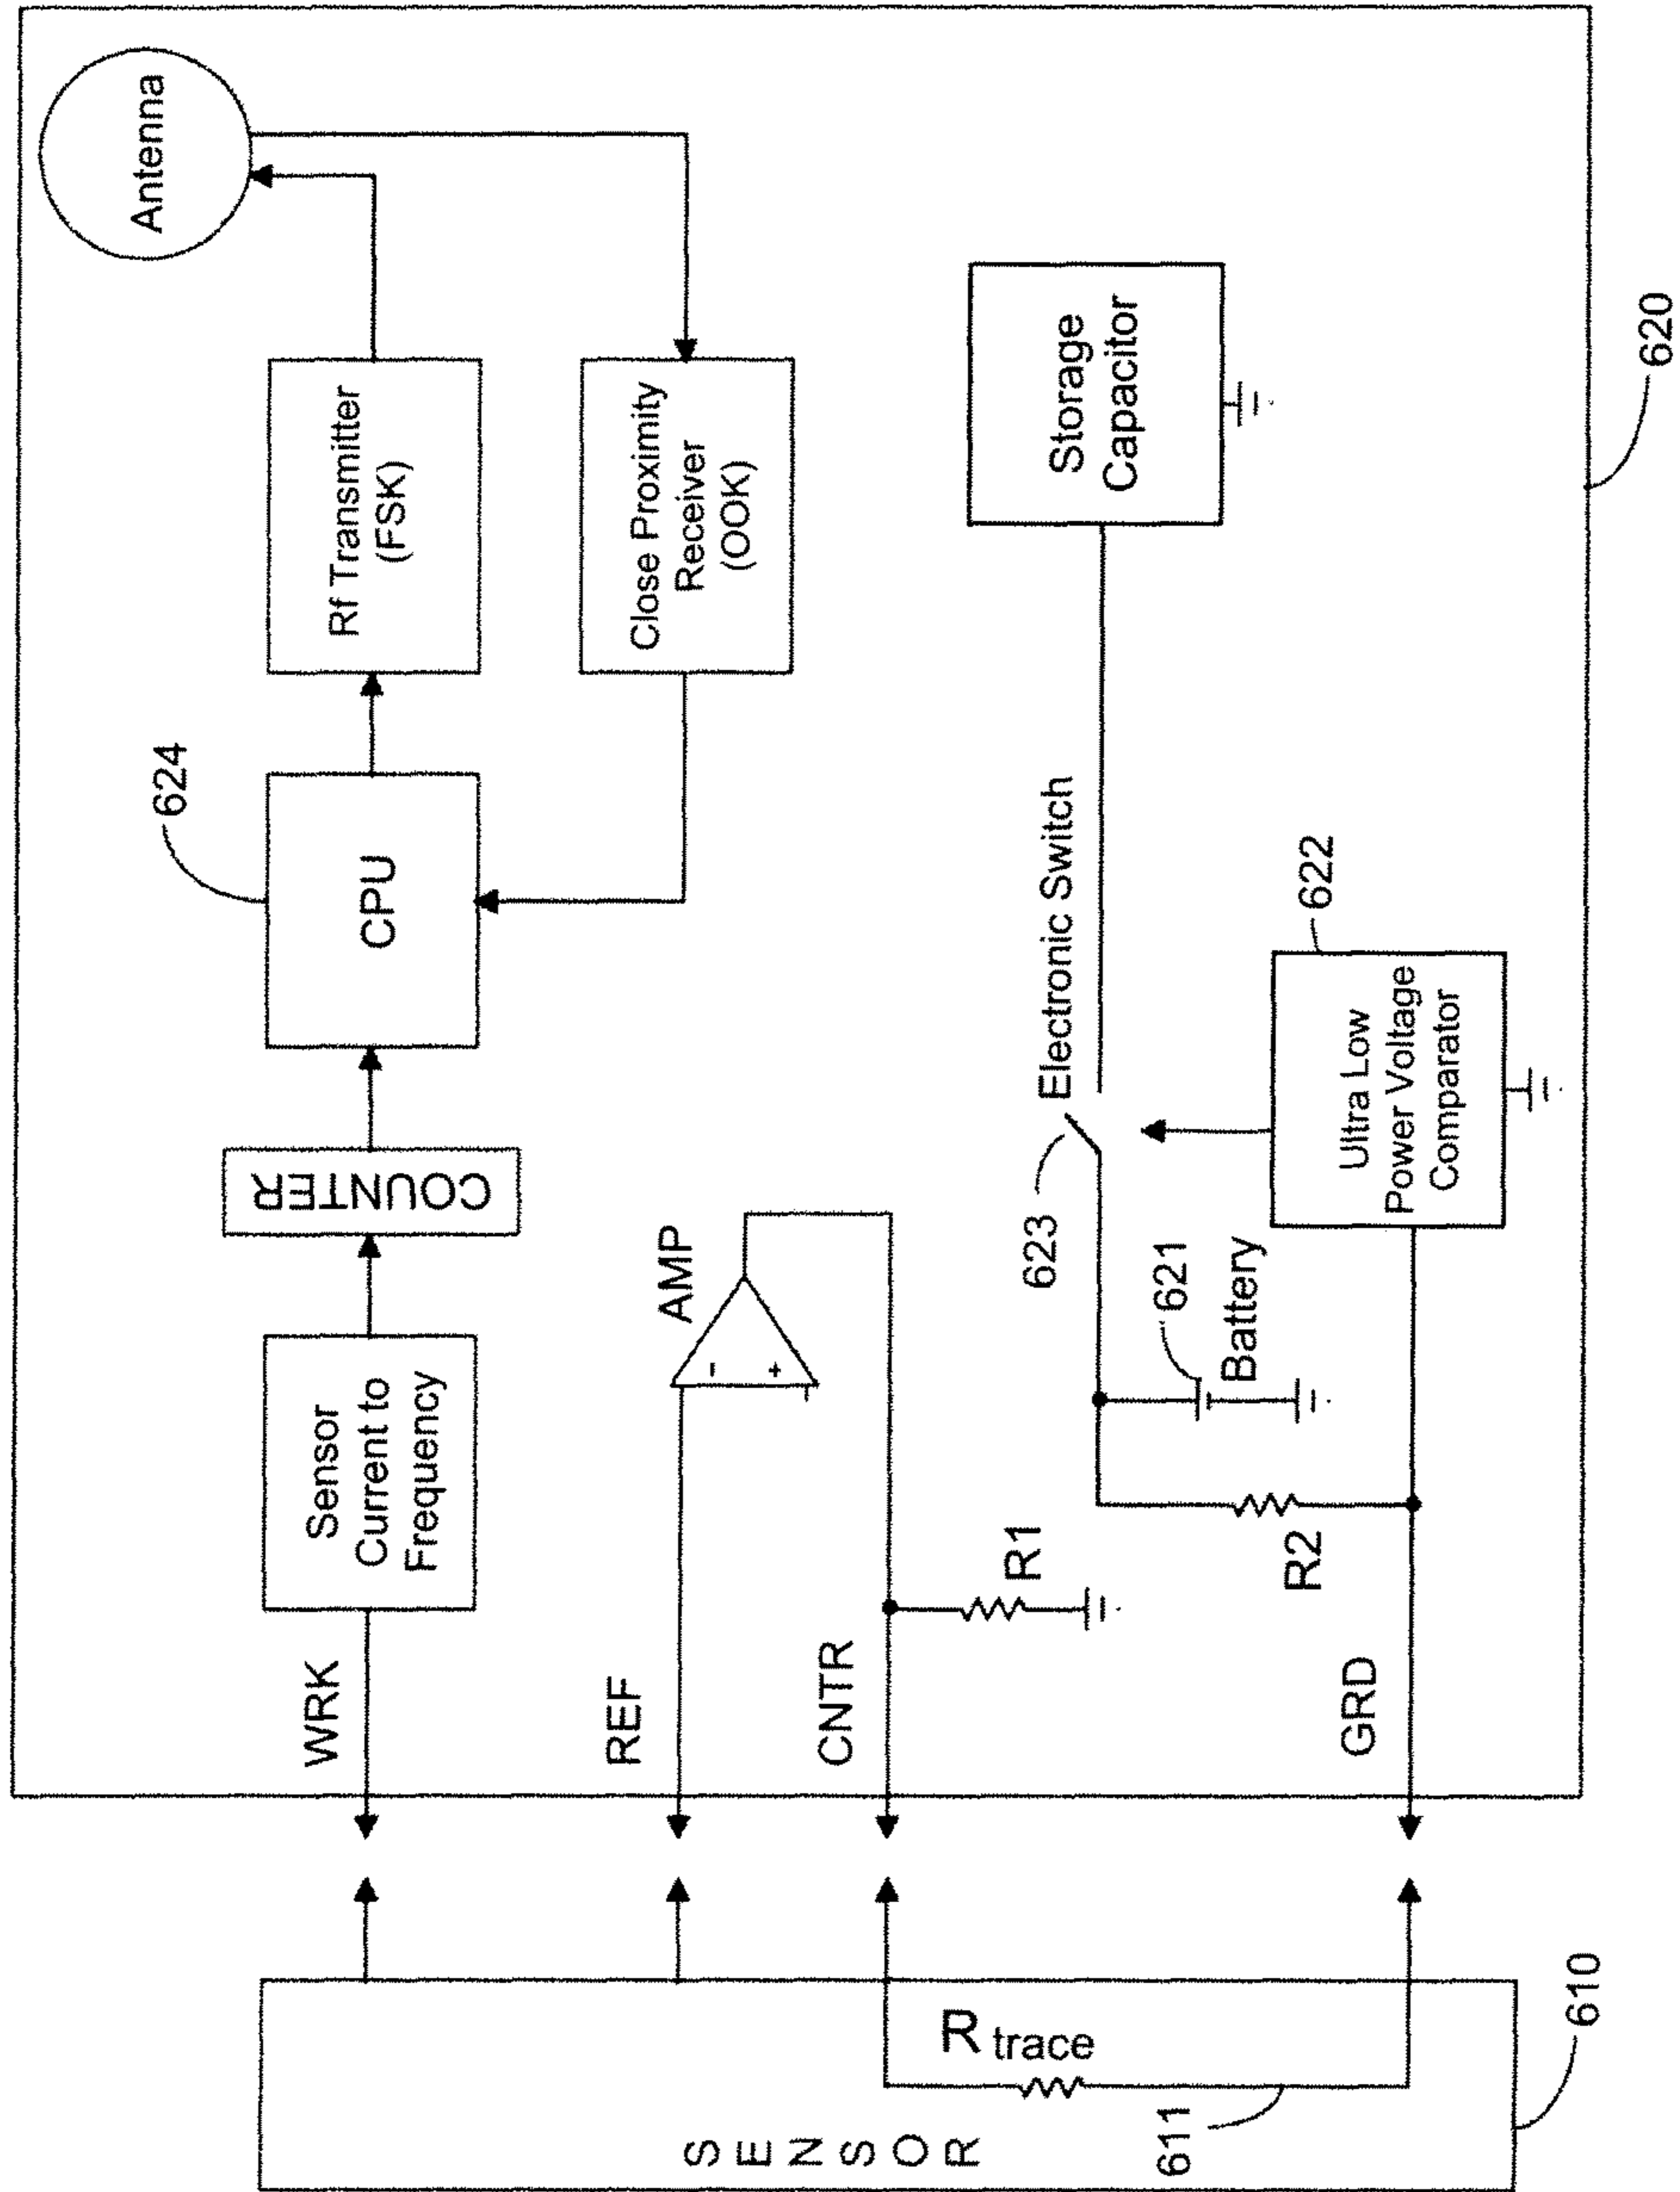 Antenna
Rf Transmitter
(FSK)
Close Proximity
Receiver
(OOK)
624
CPU
COUNTER
Sensor
Current to
Frequency
WRK
AMP
-
+
REF
CNTR
R1
Storage
Capacitor
Electronic Switch
623
621
Battery
R2
622
Ultra Low
Power Voltage
Comparator
GRD
620
SENSOR
R trace
611
610